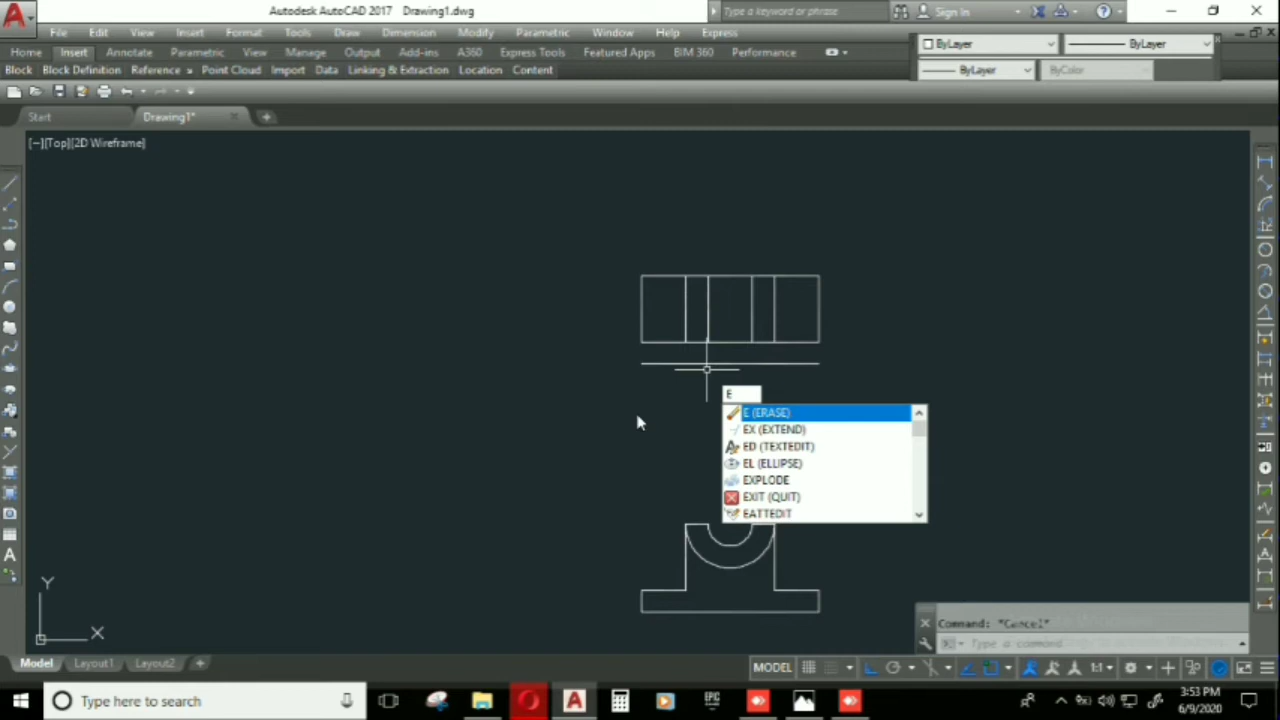 Autodesk AutoCAD 2017 Drawing1.dwg
Type a keyword or phrase
Sign In
File Edit View Insert Format Tools Draw Dimension Modify Parametric Window Help Express
ByLayer
ByLayer
Home Insert Annotate Parametric View Manage Output Add-ins A360 Express Tools Featured Apps BIM 360 Performance
Block Block Definition Reference » Point Cloud Import Data Linking & Extraction Location Content
ByLayer
ByColor
Start
Drawing1*
[−][Top][2D Wireframe]
E
E (ERASE)
EX (EXTEND)
ED (TEXTEDIT)
EL (ELLIPSE)
EXPLODE
EXIT (QUIT)
EATTEDIT
Y
X
Command: *Cancel*
Type a command
Model Layout1 Layout2
MODEL
1:1
Type here to search
EPIC
3:53 PM
6/9/2020